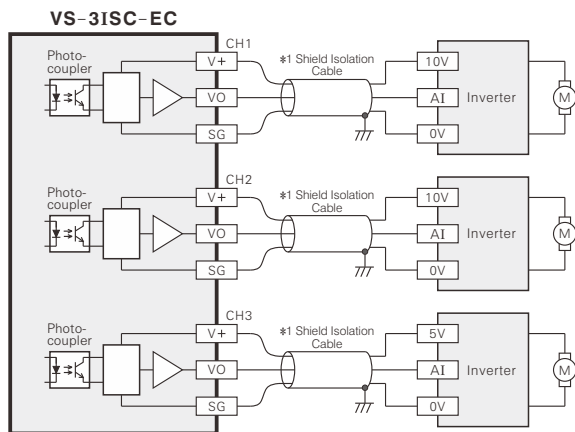 VS-3ISC-EC
CH1
Photo-
coupler
V+
VO
SG
*1 Shield Isolation
Cable
10V
AI
0V
Inverter
M
CH2
Photo-
coupler
V+
VO
SG
*1 Shield Isolation
Cable
10V
AI
0V
Inverter
M
CH3
Photo-
coupler
V+
VO
SG
*1 Shield Isolation
Cable
5V
AI
0V
Inverter
M